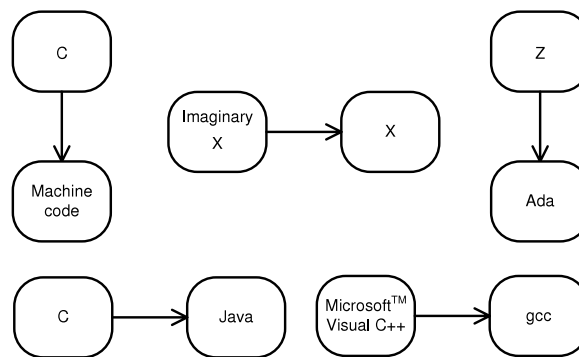 C
Z
Imaginary
X
X
Machine
code
Ada
C
Java
Microsoft™
Visual C++
gcc